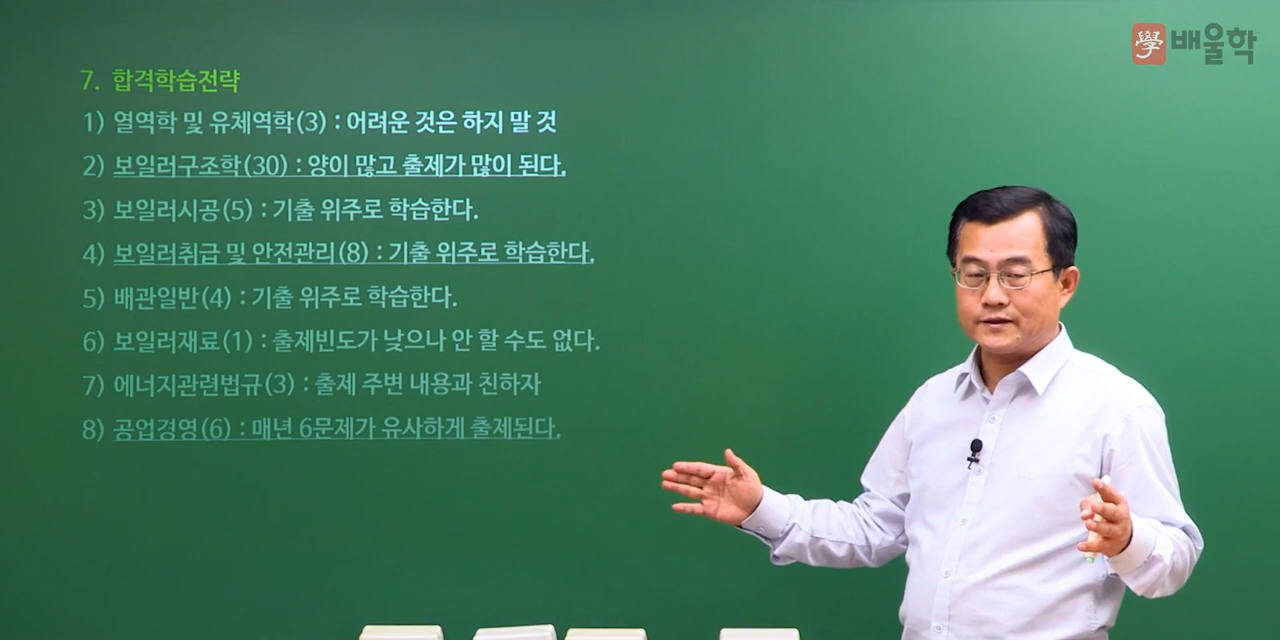 學 배울학
7. 합격학습전략
1) 열역학 및 유체역학(3) : 어려운 것은 하지 말 것
2) 보일러구조학(30) : 양이 많고 출제가 많이 된다.
3) 보일러시공(5) : 기출 위주로 학습한다.
4) 보일러취급 및 안전관리(8) : 기출 위주로 학습한다.
5) 배관일반(4) : 기출 위주로 학습한다.
6) 보일러재료(1) : 출제빈도가 낮으나 안 할 수도 없다.
7) 에너지관련법규(3) : 출제 주변 내용과 친하자
8) 공업경영(6) : 매년 6문제가 유사하게 출제된다.